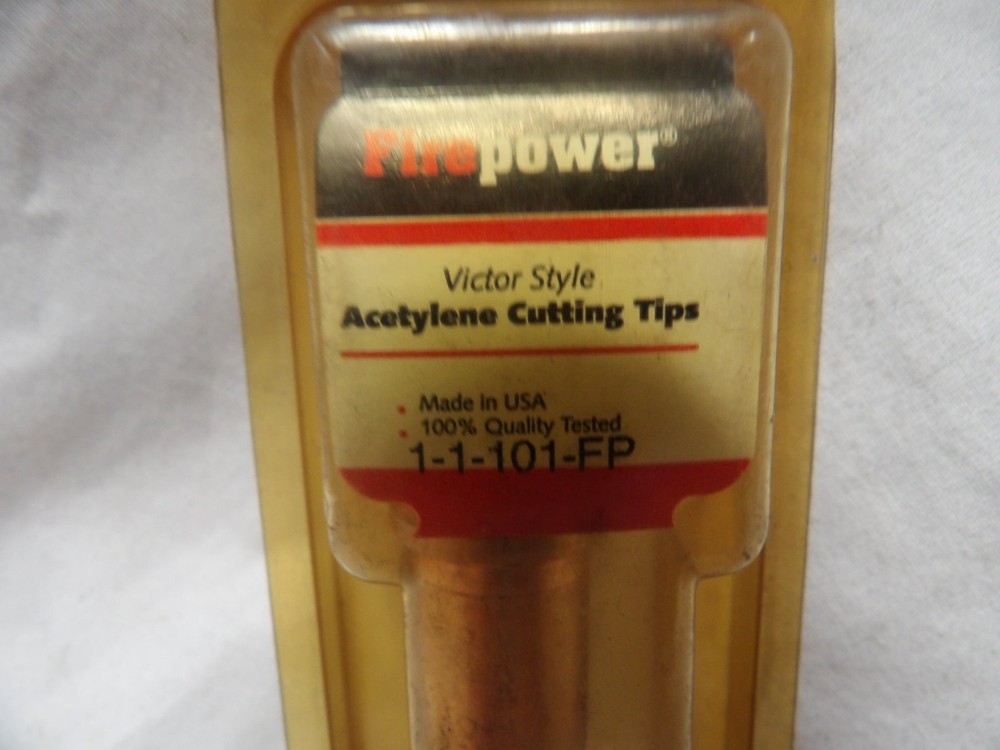 Firepower®
Victor Style
Acetylene Cutting Tips
• Made in USA
• 100% Quality Tested
1-1-101-FP